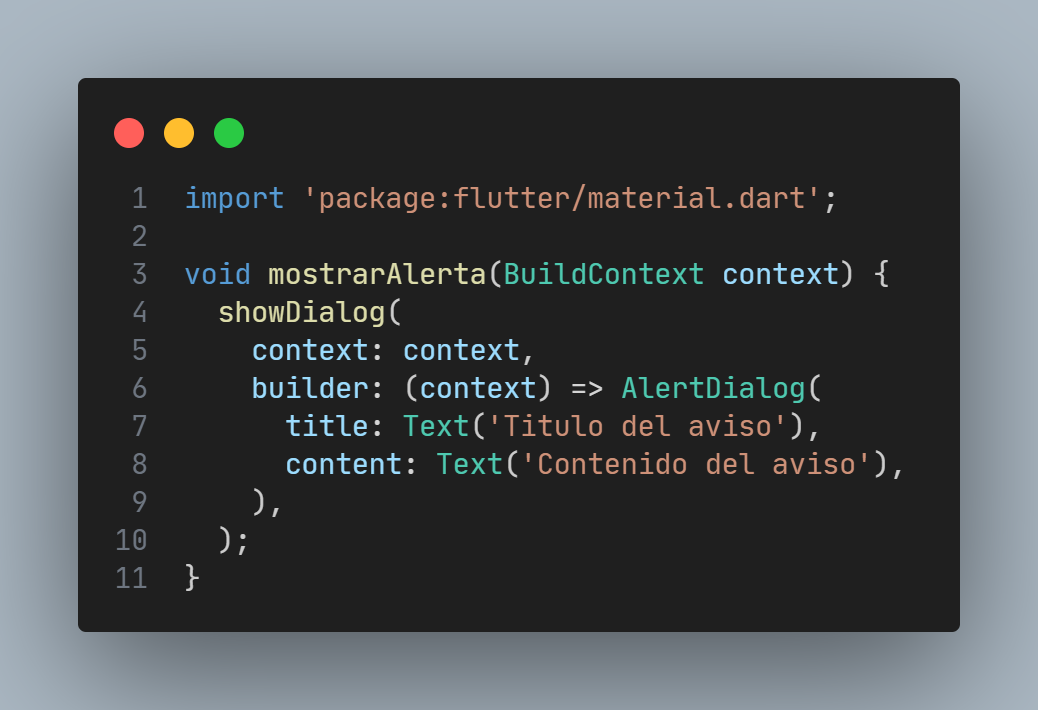 1 import 'package:flutter/material.dart';
2
3 void mostrarAlerta(BuildContext context) {
4   showDialog(
5     context: context,
6     builder: (context) => AlertDialog(
7       title: Text('Titulo del aviso'),
8       content: Text('Contenido del aviso'),
9     ),
10   );
11 }